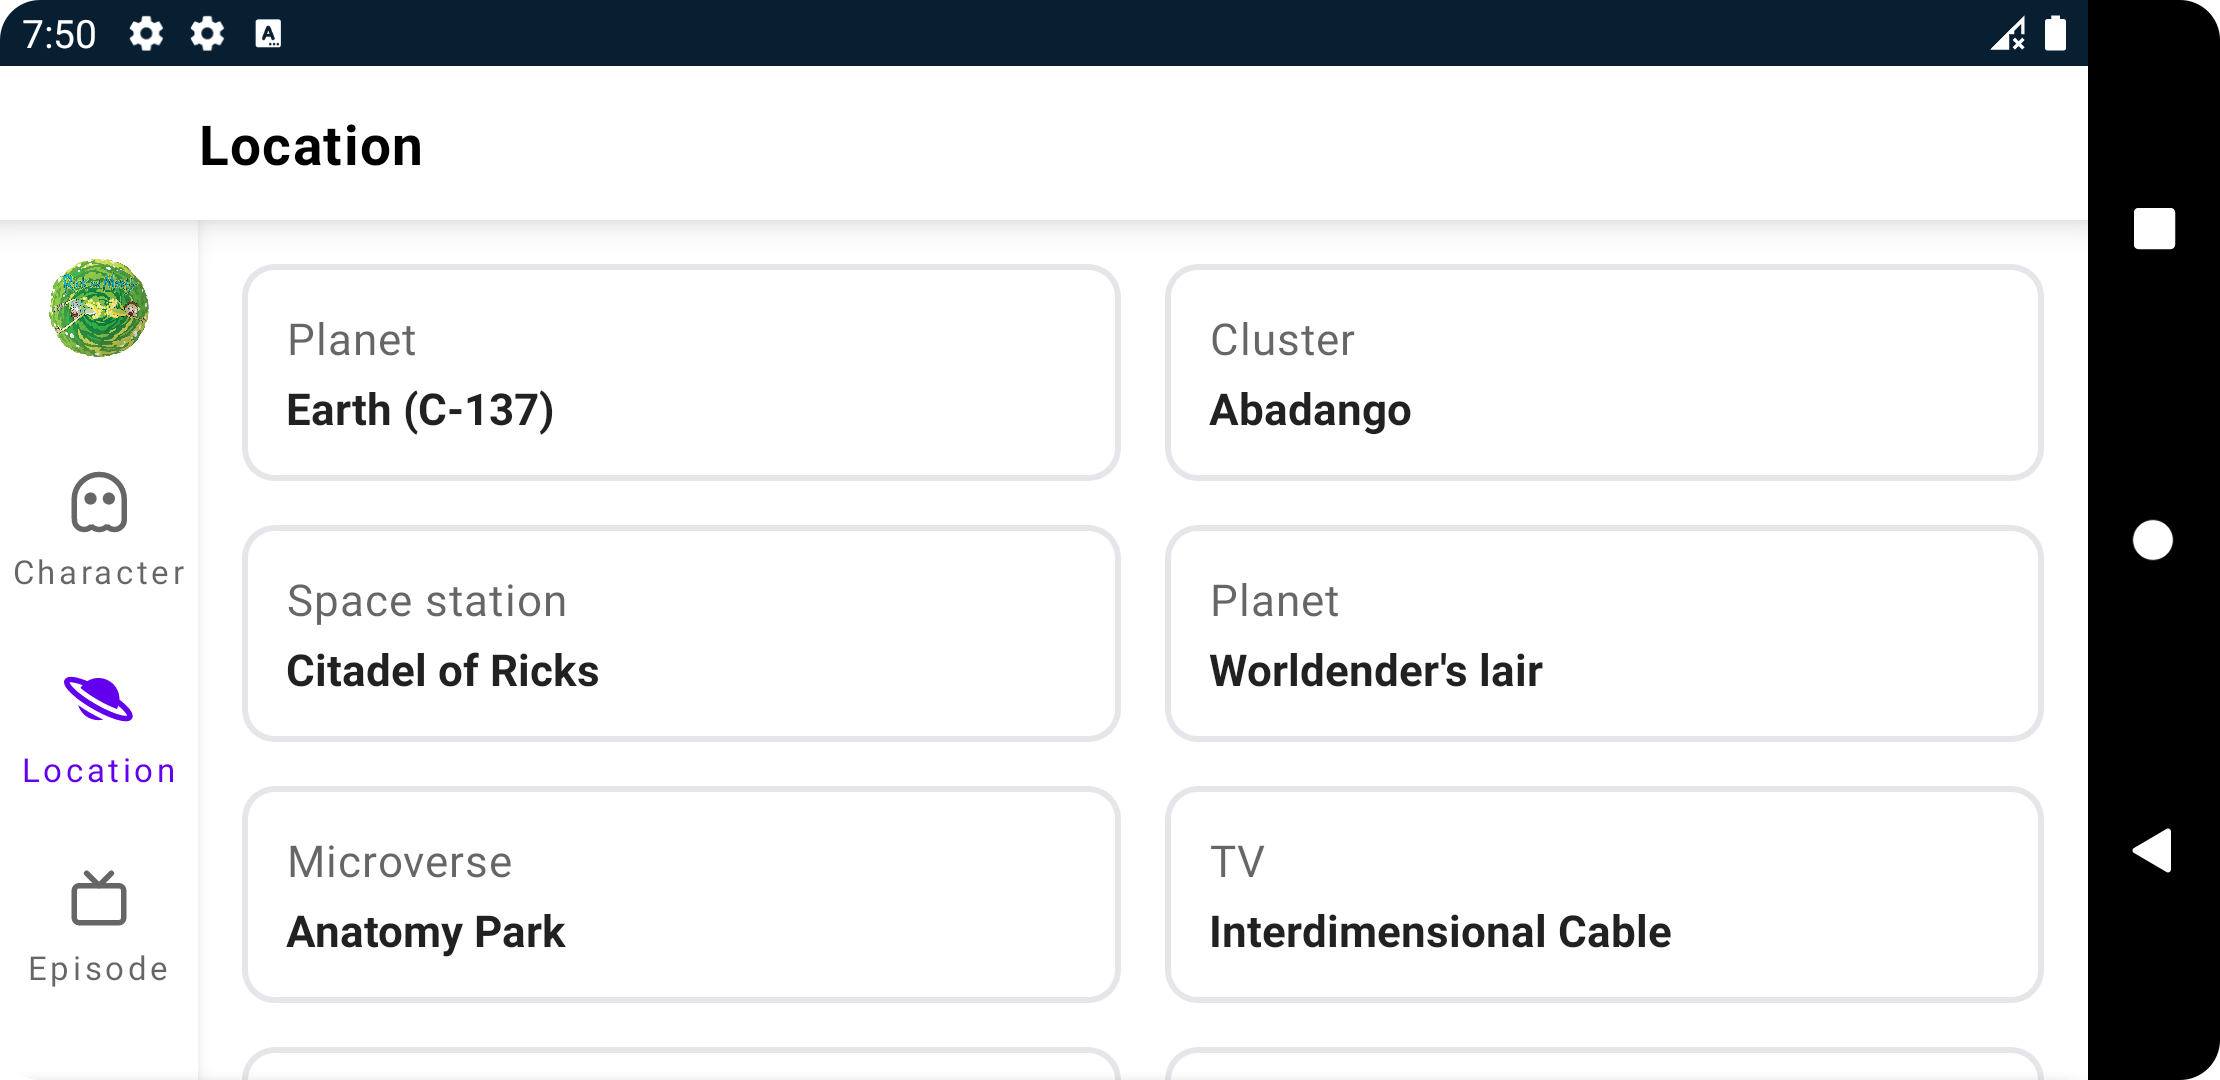 7:50
Location
Planet
Earth (C-137)
Cluster
Abadango
Character
Space station
Citadel of Ricks
Planet
Worldender's lair
Location
Microverse
Anatomy Park
TV
Interdimensional Cable
Episode